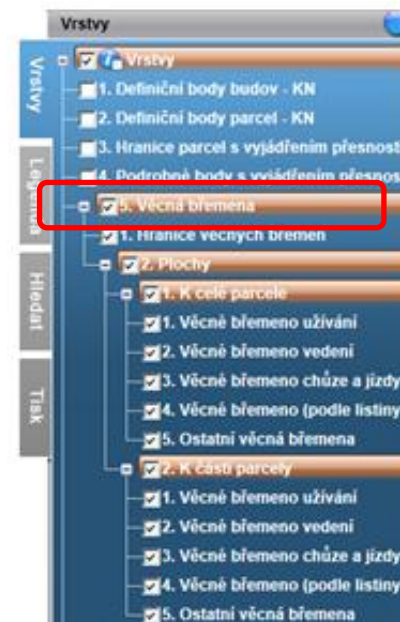 Vrstvy
Vrstvy
Vrstvy
1. Definiční body budov - KN
2. Definiční body parcel - KN
3. Hranice parcel s vyjádřením přesnost
4. Podrobné body s vyjádřením přesnos
5. Věcná břemena
1. Hranice věcných břemen
2. Plochy
1. K celé parcele
1. Věcné břemeno užívání
2. Věcné břemeno vedení
3. Věcné břemeno chůze a jízdy
4. Věcné břemeno (podle listiny
5. Ostatní věcná břemena
2. K části parcely
1. Věcné břemeno užívání
2. Věcné břemeno vedení
3. Věcné břemeno chůze a jízdy
4. Věcné břemeno (podle listiny
5. Ostatní věcná břemena
Legenda
Hledat
Tisk